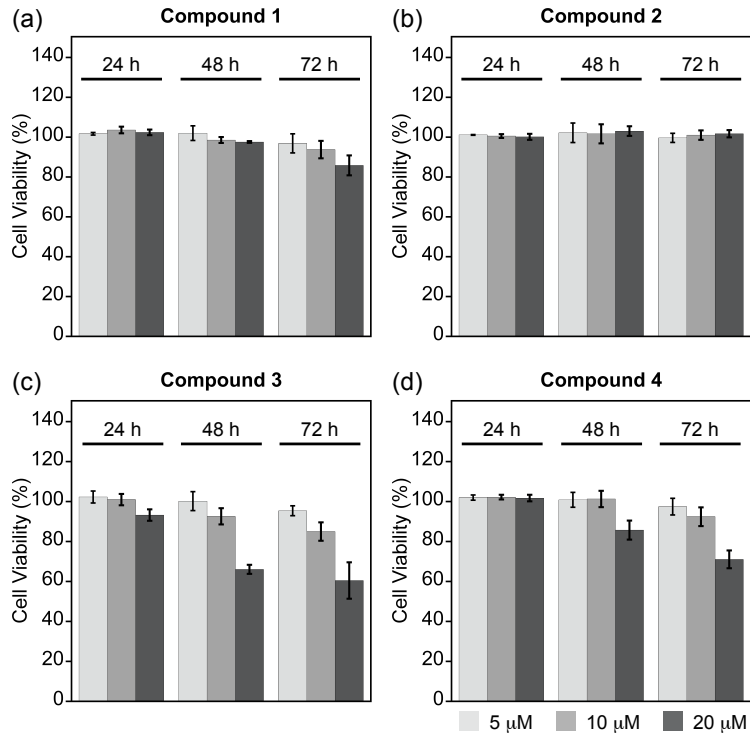 (a) Compound 1
24 h 48 h 72 h
Cell Viability (%)
140
120
100
80
60
40
20
0
(b) Compound 2
24 h 48 h 72 h
Cell Viability (%)
140
120
100
80
60
40
20
0
(c) Compound 3
24 h 48 h 72 h
Cell Viability (%)
140
120
100
80
60
40
20
0
(d) Compound 4
24 h 48 h 72 h
Cell Viability (%)
140
120
100
80
60
40
20
0
5 μM 10 μM 20 μM